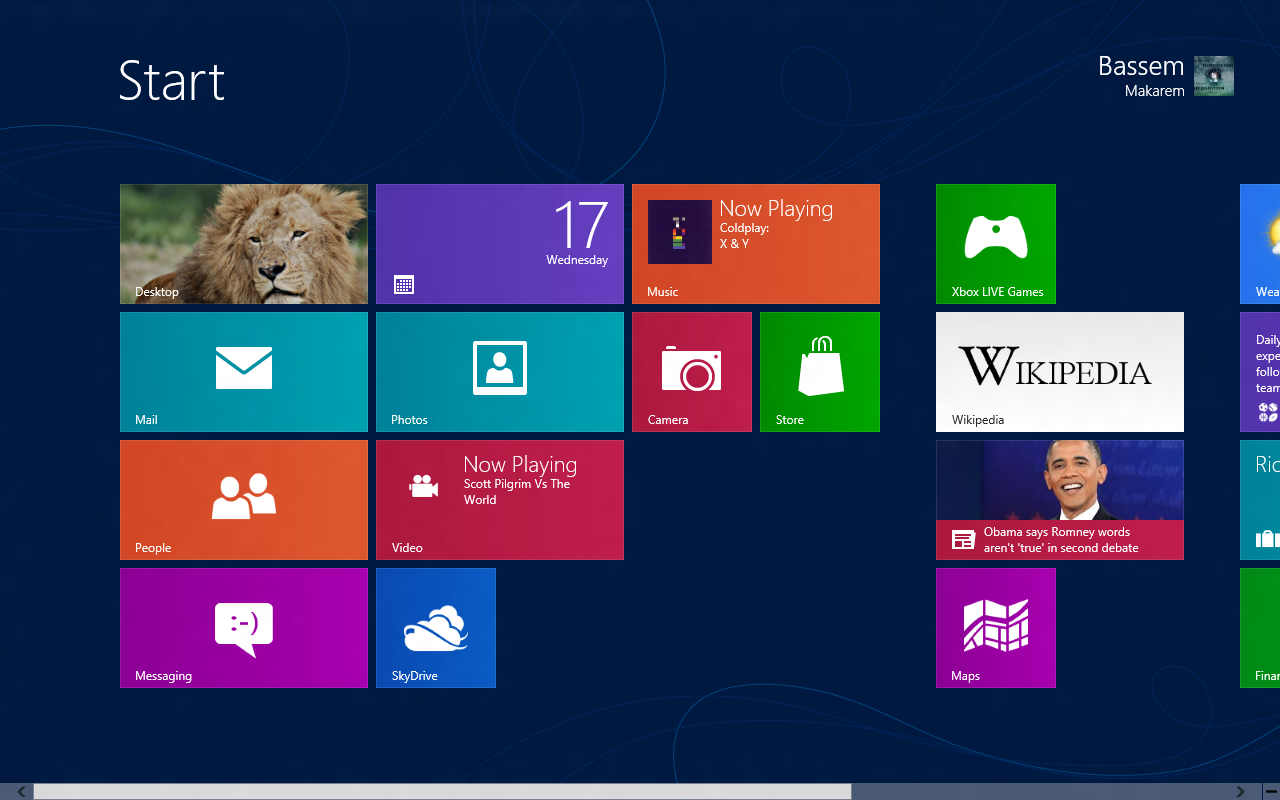 Start
Bassem
Makarem
Desktop
17
Wednesday
Now Playing
Coldplay:
X & Y
Music
Mail
Photos
Camera
Store
People
Now Playing
Scott Pilgrim Vs The
World
Video
Messaging
:-)
SkyDrive
Xbox LIVE Games
WIKIPEDIA
Wikipedia
Obama says Romney words
aren't 'true' in second debate
Maps
Wea
Daily
expe
follo
team
Ric
Finan